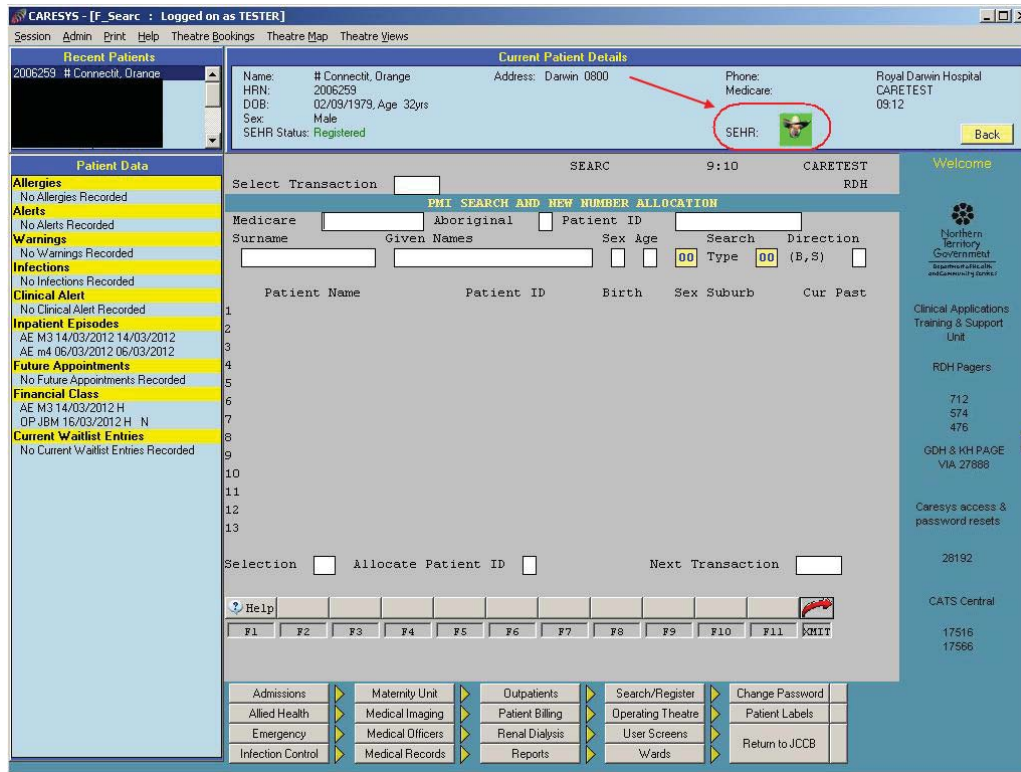 CARESYS - [F_Searc : Logged on as TESTER]
Session Admin Print Help Theatre Bookings Theatre Map Theatre Views
Recent Patients
2006259 # Connectit, Orange
Current Patient Details
Name: # Connectit, Orange Address: Darwin 0800 Phone: Royal Darwin Hospital
HRN: 2006259 Medicare: CARETEST
DOB: 02/09/1979, Age 32yrs 09:12
Sex: Male
SEHR Status: Registered SEHR: Back
Patient Data
Allergies
No Allergies Recorded
Alerts
No Alerts Recorded
Warnings
No Warnings Recorded
Infections
No Infections Recorded
Clinical Alert
No Clinical Alert Recorded
Inpatient Episodes
AE M3 14/03/2012 14/03/2012
AE m4 06/03/2012 06/03/2012
Future Appointments
No Future Appointments Recorded
Financial Class
AE M3 14/03/2012 H
OP JBM 16/03/2012 H N
Current Waitlist Entries
No Current Waitlist Entries Recorded
SEARC 9:10 CARETEST
Select Transaction RDH
PMI SEARCH AND NEW NUMBER ALLOCATION
Medicare Aboriginal Patient ID
Surname Given Names Sex Age Search Direction
00 Type 00 (B,S)
Patient Name Patient ID Birth Sex Suburb Cur Past
1
2
3
4
5
6
7
8
9
10
11
12
13
Selection Allocate Patient ID Next Transaction
Help
F1 F2 F3 F4 F5 F6 F7 F8 F9 F10 F11 XMIT
Admissions Maternity Unit Outpatients Search/Register Change Password
Allied Health Medical Imaging Patient Billing Operating Theatre Patient Labels
Emergency Medical Officers Renal Dialysis User Screens Return to JCCB
Infection Control Medical Records Reports Wards
Welcome
Northern
Territory
Government
Department of Health
and Community Services
Clinical Applications
Training & Support
Unit
RDH Pagers
712
574
476
GDH & KH PAGE
VIA 27888
Caresys access &
password resets
28192
CATS Central
17516
17566